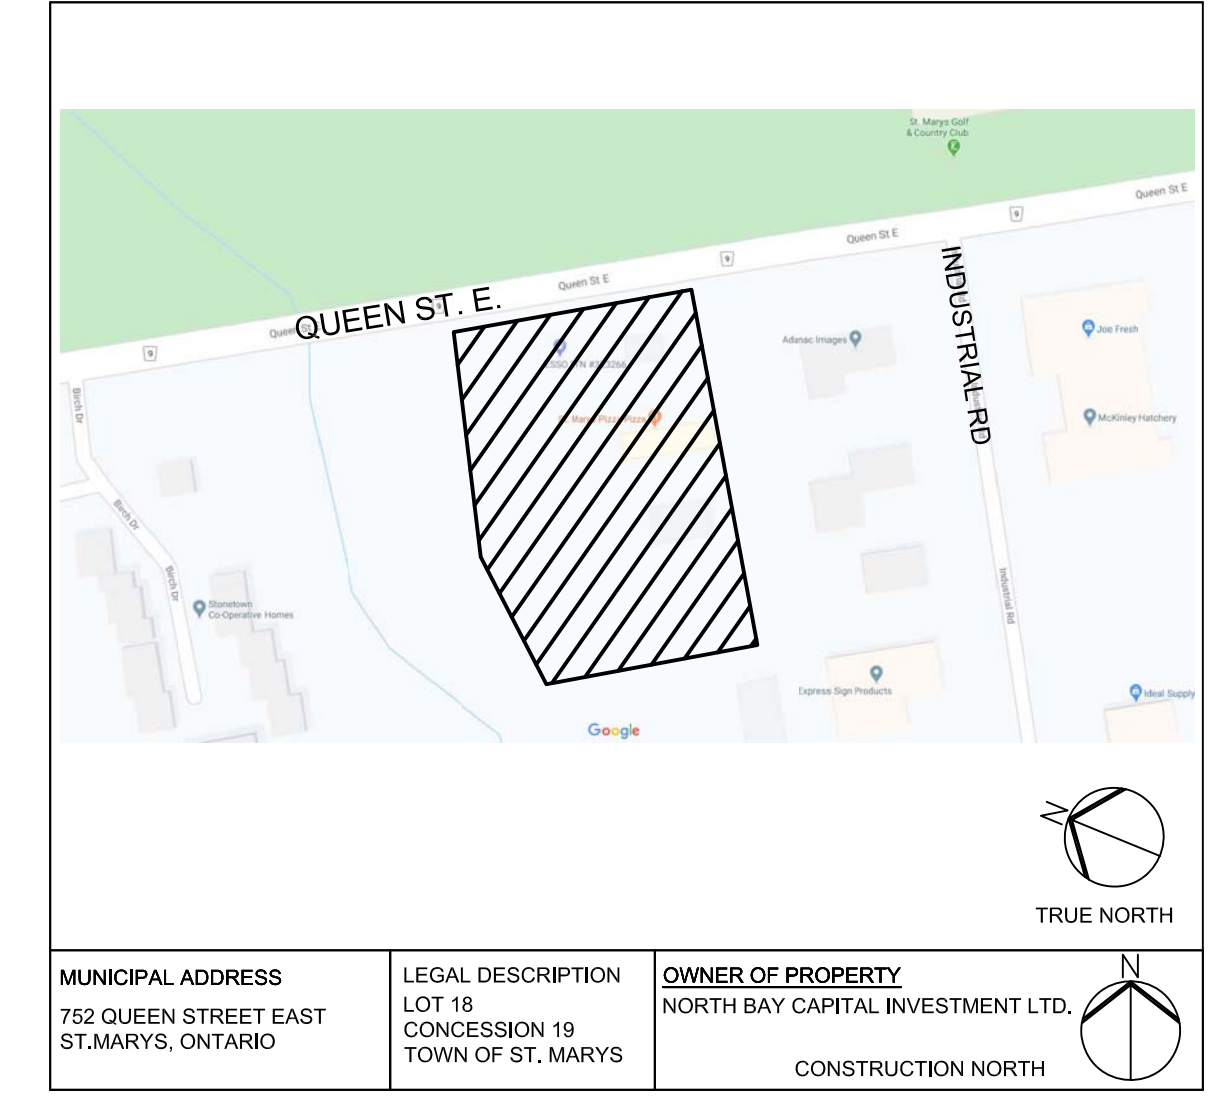 St. Marys Golf
& Country Club
Queen St E
9
Queen St E
9
Queen St E
QUEEN ST. E.
9
INDUSTRIAL RD
Adanac Images
Joe Fresh
McKinley Hatchery
Birch Dr
Birch Dr
Birch Dr
Stonetown
Co-Operative Homes
Industrial Rd
Express Sign Products
Ideal Supply
Google
N
TRUE NORTH
MUNICIPAL ADDRESS
752 QUEEN STREET EAST
ST.MARYS, ONTARIO
LEGAL DESCRIPTION
LOT 18
CONCESSION 19
TOWN OF ST. MARYS
OWNER OF PROPERTY
NORTH BAY CAPITAL INVESTMENT LTD.
N
CONSTRUCTION NORTH